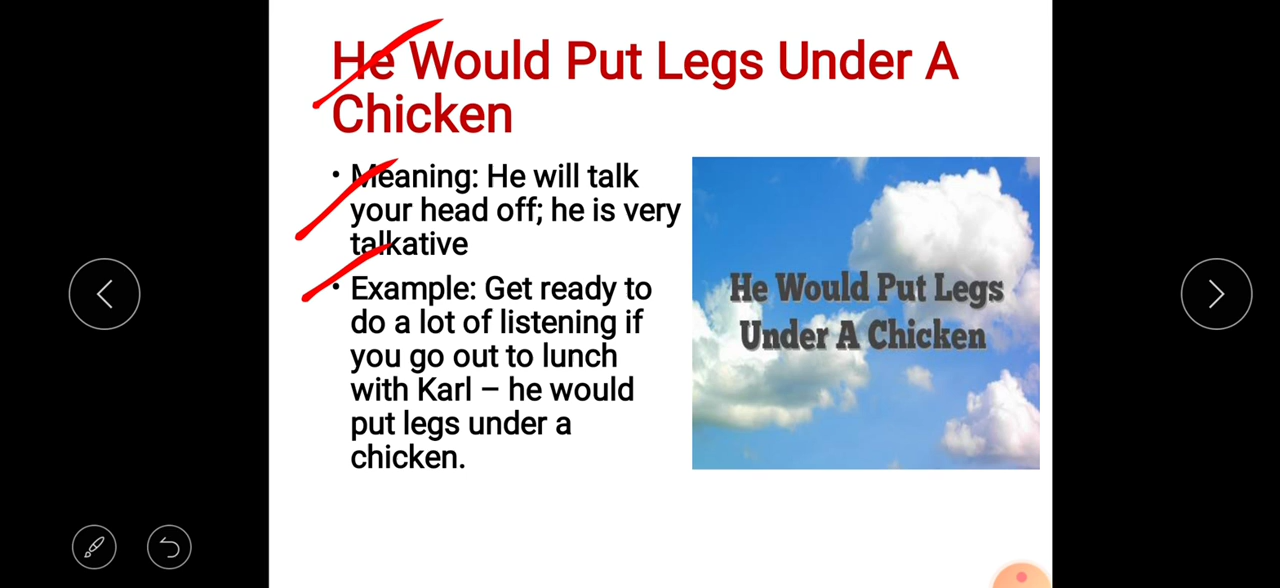 He Would Put Legs Under A
Chicken
• Meaning: He will talk
your head off; he is very
talkative
• Example: Get ready to
do a lot of listening if
you go out to lunch
with Karl – he would
put legs under a
chicken.
He Would Put Legs
Under A Chicken